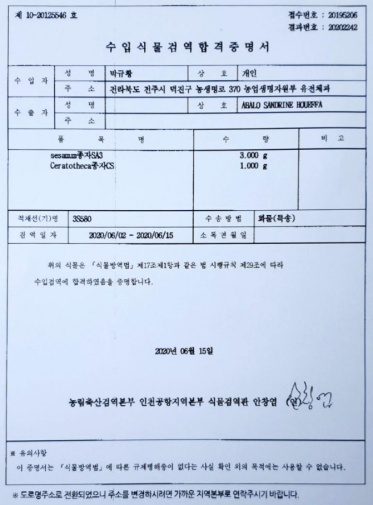 제 10-20125546 호
접수번호 : 20195206
결과번호 : 20202242
수입식물검역합격증명서
수 입 자 성 명 박규황 상 호 개인
주 소 전라북도 전주시 덕진구 농생명로 370 농업생명자원부 유전체과
수 출 자 성 명 상 호 ABALO SANDRINE HOUEFFA
주 소
품 목 명 수 량 비 고
sesamum종자SA3 3.000 g
Ceratotheca종자CS 1.000 g
적재선(기)명 3S580 수 송 방 법 화물(특송)
검 역 일 자 2020/06/02 - 2020/06/15 소 독 연 월 일
위의 식물은 「식물방역법」제17조제1항과 같은 법 시행규칙 제29조에 따라
수입검역에 합격하였음을 증명합니다.
2020년 06월 15일
농림축산검역본부 인천공항지역본부 식물검역관 안창엽 (인)
※ 유의사항
이 증명서는 「식물방역법」에 따른 규제병해충이 없다는 사실 확인 외의 목적에는 사용할 수 없습니다.
※ 도로명주소로 전환되었으니 주소를 변경하시려면 가까운 지역본부로 연락주시기 바랍니다.